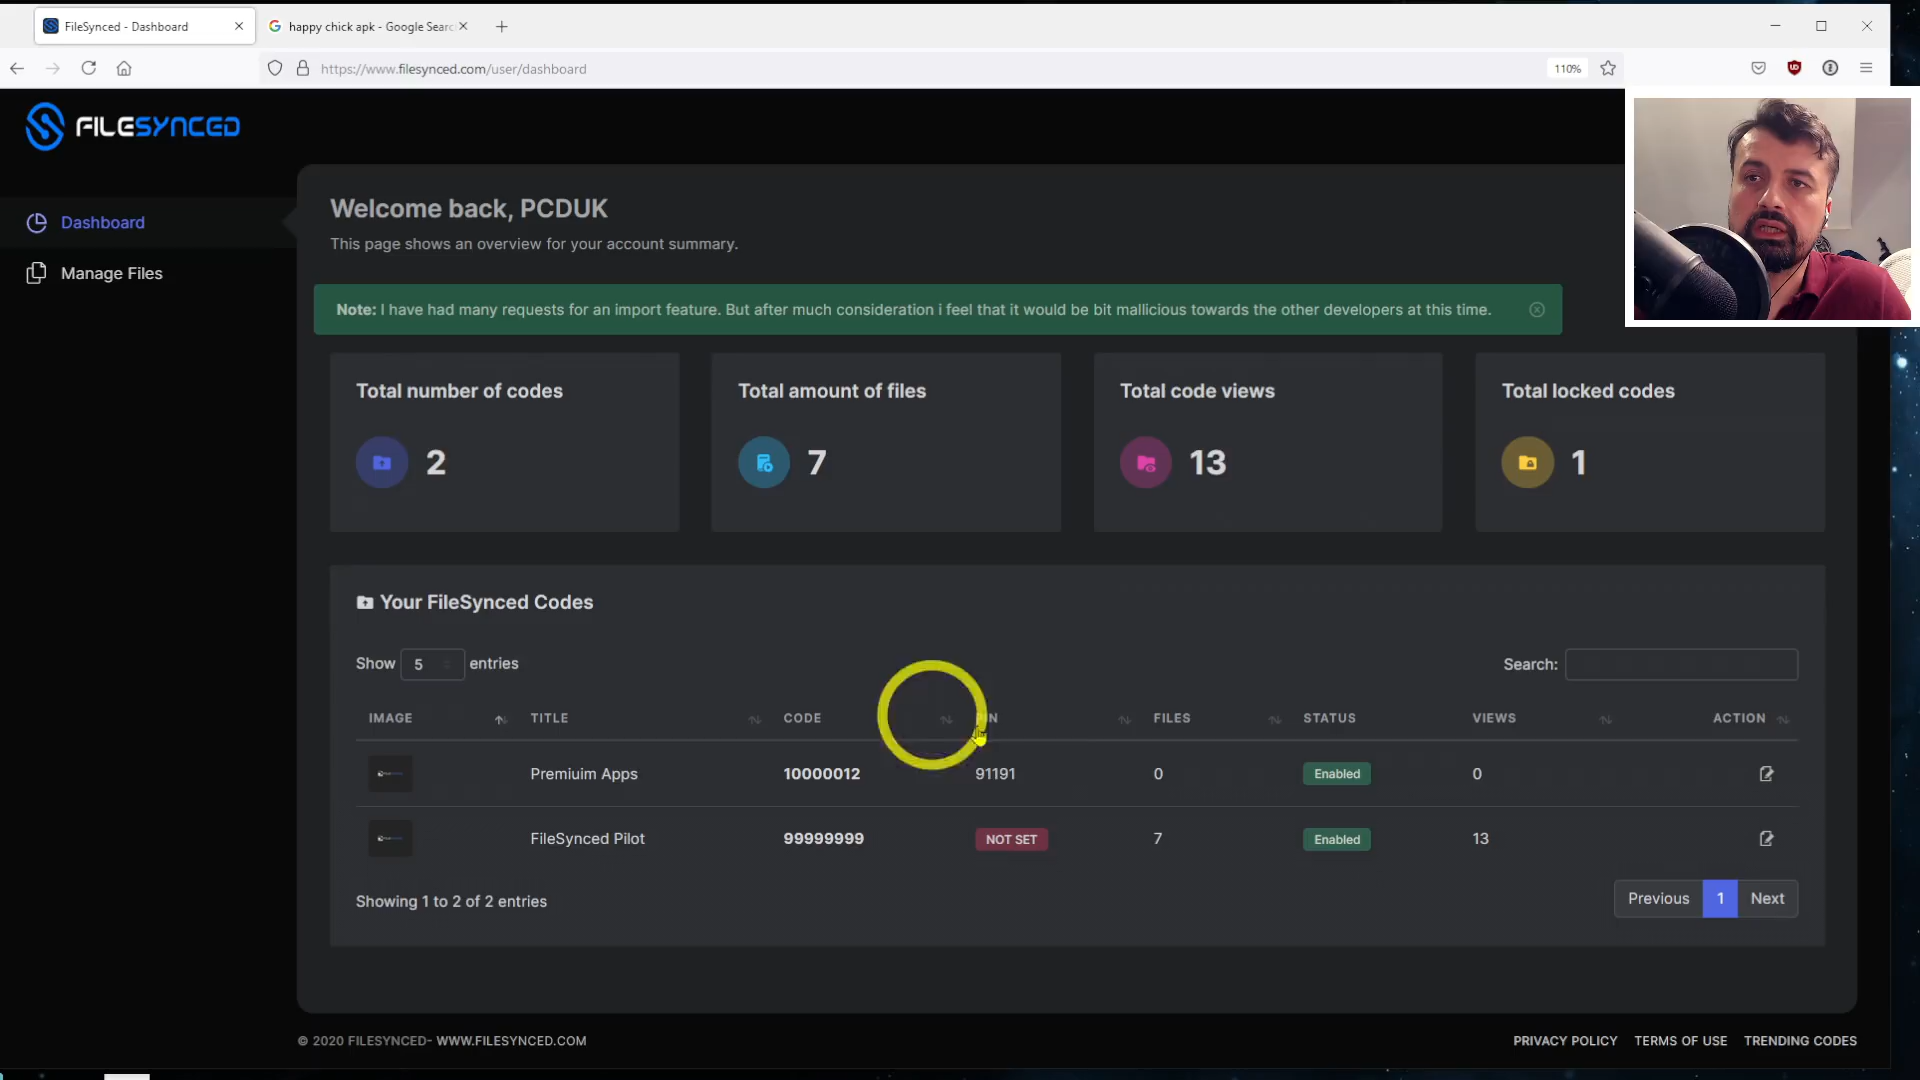 FileSynced - Dashboard
happy chick apk - Google Searc
https://www.filesynced.com/user/dashboard
110%
FILESYNCED
Dashboard
Manage Files
Welcome back, PCDUK
This page shows an overview for your account summary.
Note: I have had many requests for an import feature. But after much consideration i feel that it would be bit mallicious towards the other developers at this time.
Total number of codes
2
Total amount of files
7
Total code views
13
Total locked codes
1
Your FileSynced Codes
Show 5 entries
Search:
IMAGE TITLE CODE PIN FILES STATUS VIEWS ACTION
Premiuim Apps 10000012 91191 0 Enabled 0
FileSynced Pilot 99999999 NOT SET 7 Enabled 13
Showing 1 to 2 of 2 entries
Previous 1 Next
© 2020 FILESYNCED- WWW.FILESYNCED.COM
PRIVACY POLICY TERMS OF USE TRENDING CODES